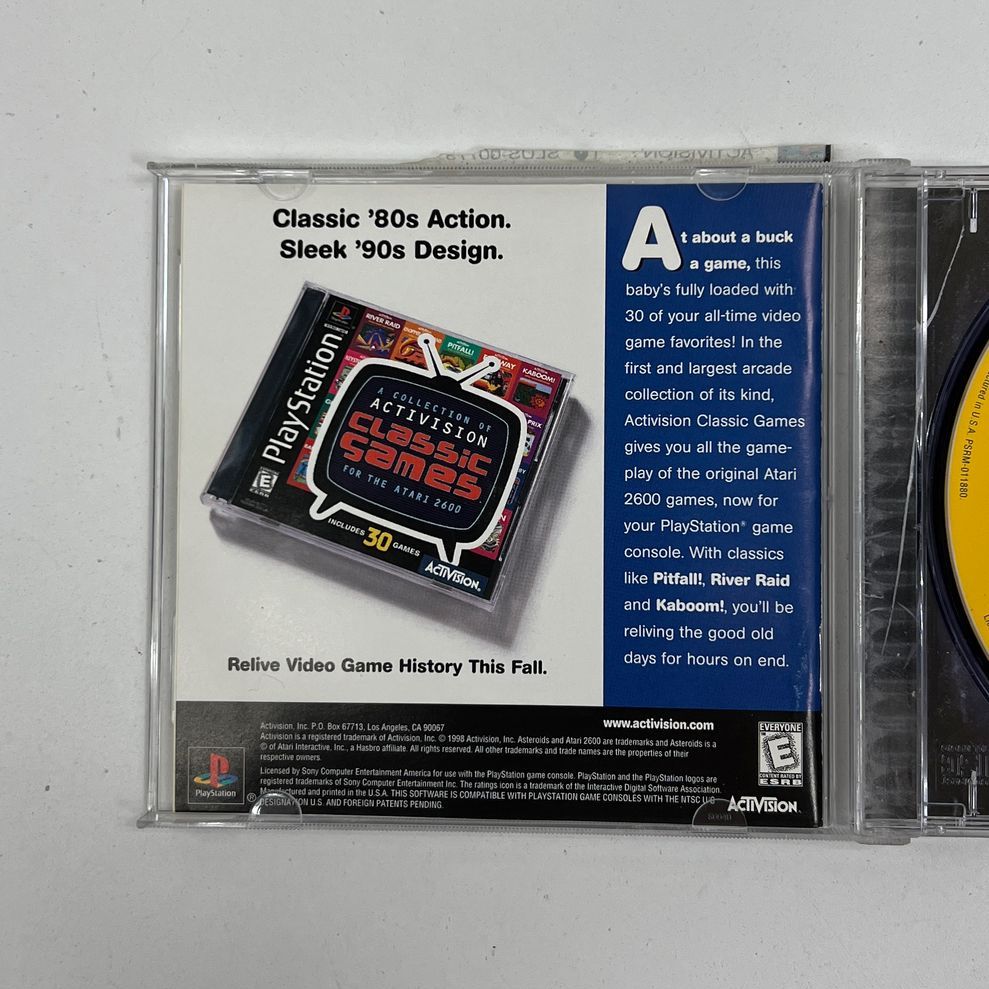 Classic '80s Action.
Sleek '90s Design.
PlayStation
RIVER RAID
PITFALL!
KABOOM!
A COLLECTION OF
ACTIVISION
CLASSIC
GAMES
FOR THE ATARI 2600
INCLUDES 30 GAMES
ACTIVISION.
Relive Video Game History This Fall.
At about a buck
a game, this
baby's fully loaded with
30 of your all-time video
game favorites! In the
first and largest arcade
collection of its kind,
Activision Classic Games
gives you all the game-
play of the original Atari
2600 games, now for
your PlayStation® game
console. With classics
like Pitfall!, River Raid
and Kaboom!, you'll be
reliving the good old
days for hours on end.
Activision, Inc. P.O. Box 67713, Los Angeles, CA 90067
Activision is a registered trademark of Activision, Inc. © 1998 Activision, Inc. Asteroids and Atari 2600 are trademarks and Asteroids is a
© of Atari Interactive, Inc., a Hasbro affiliate. All rights reserved. All other trademarks and trade names are the properties of their
respective owners.
Licensed by Sony Computer Entertainment America for use with the PlayStation game console. PlayStation and the PlayStation logos are
registered trademarks of Sony Computer Entertainment Inc. The ratings icon is a trademark of the Interactive Digital Software Association.
Manufactured and printed in the U.S.A. THIS SOFTWARE IS COMPATIBLE WITH PLAYSTATION GAME CONSOLES WITH THE NTSC U/C
DESIGNATION U.S. AND FOREIGN PATENTS PENDING.
PlayStation
®
www.activision.com
EVERYONE
E
CONTENT RATED BY
ESRB
ACTIVISION.
in U.S.A. PSRM-011880.